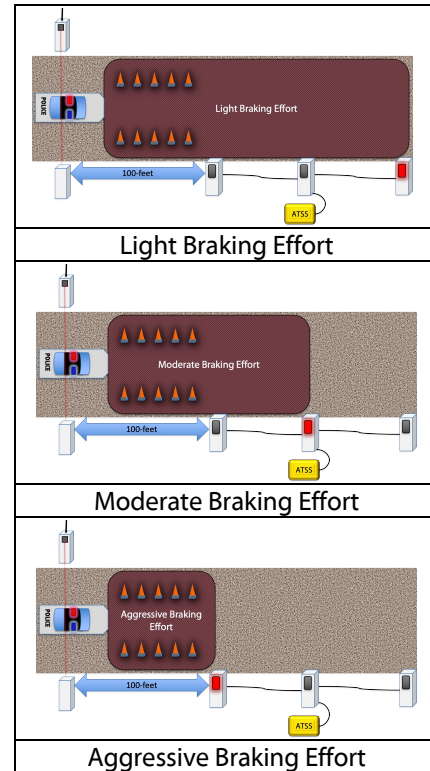 POLICE
Light Braking Effort
100-feet
ATSS
Light Braking Effort
POLICE
Moderate Braking Effort
100-feet
ATSS
Moderate Braking Effort
POLICE
Aggressive Braking
Effort
100-feet
ATSS
Aggressive Braking Effort